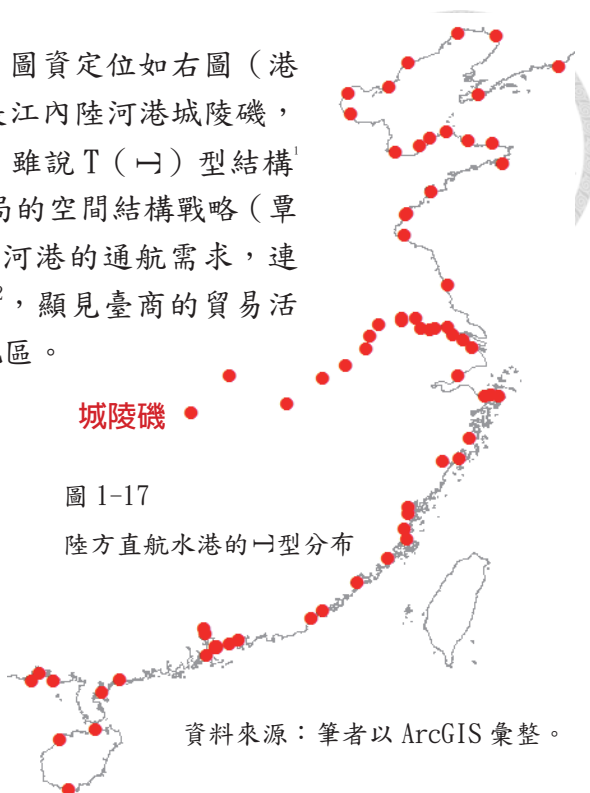 圖資定位如右圖（港
江內陸河港城陵磯，
雖說 T（⊢）型結構1
局的空間結構戰略（覃
河港的通航需求，連
2，顯見臺商的貿易活
區。
城陵磯
圖 1-17
陸方直航水港的⊢型分布
資料來源：筆者以 ArcGIS 彙整。